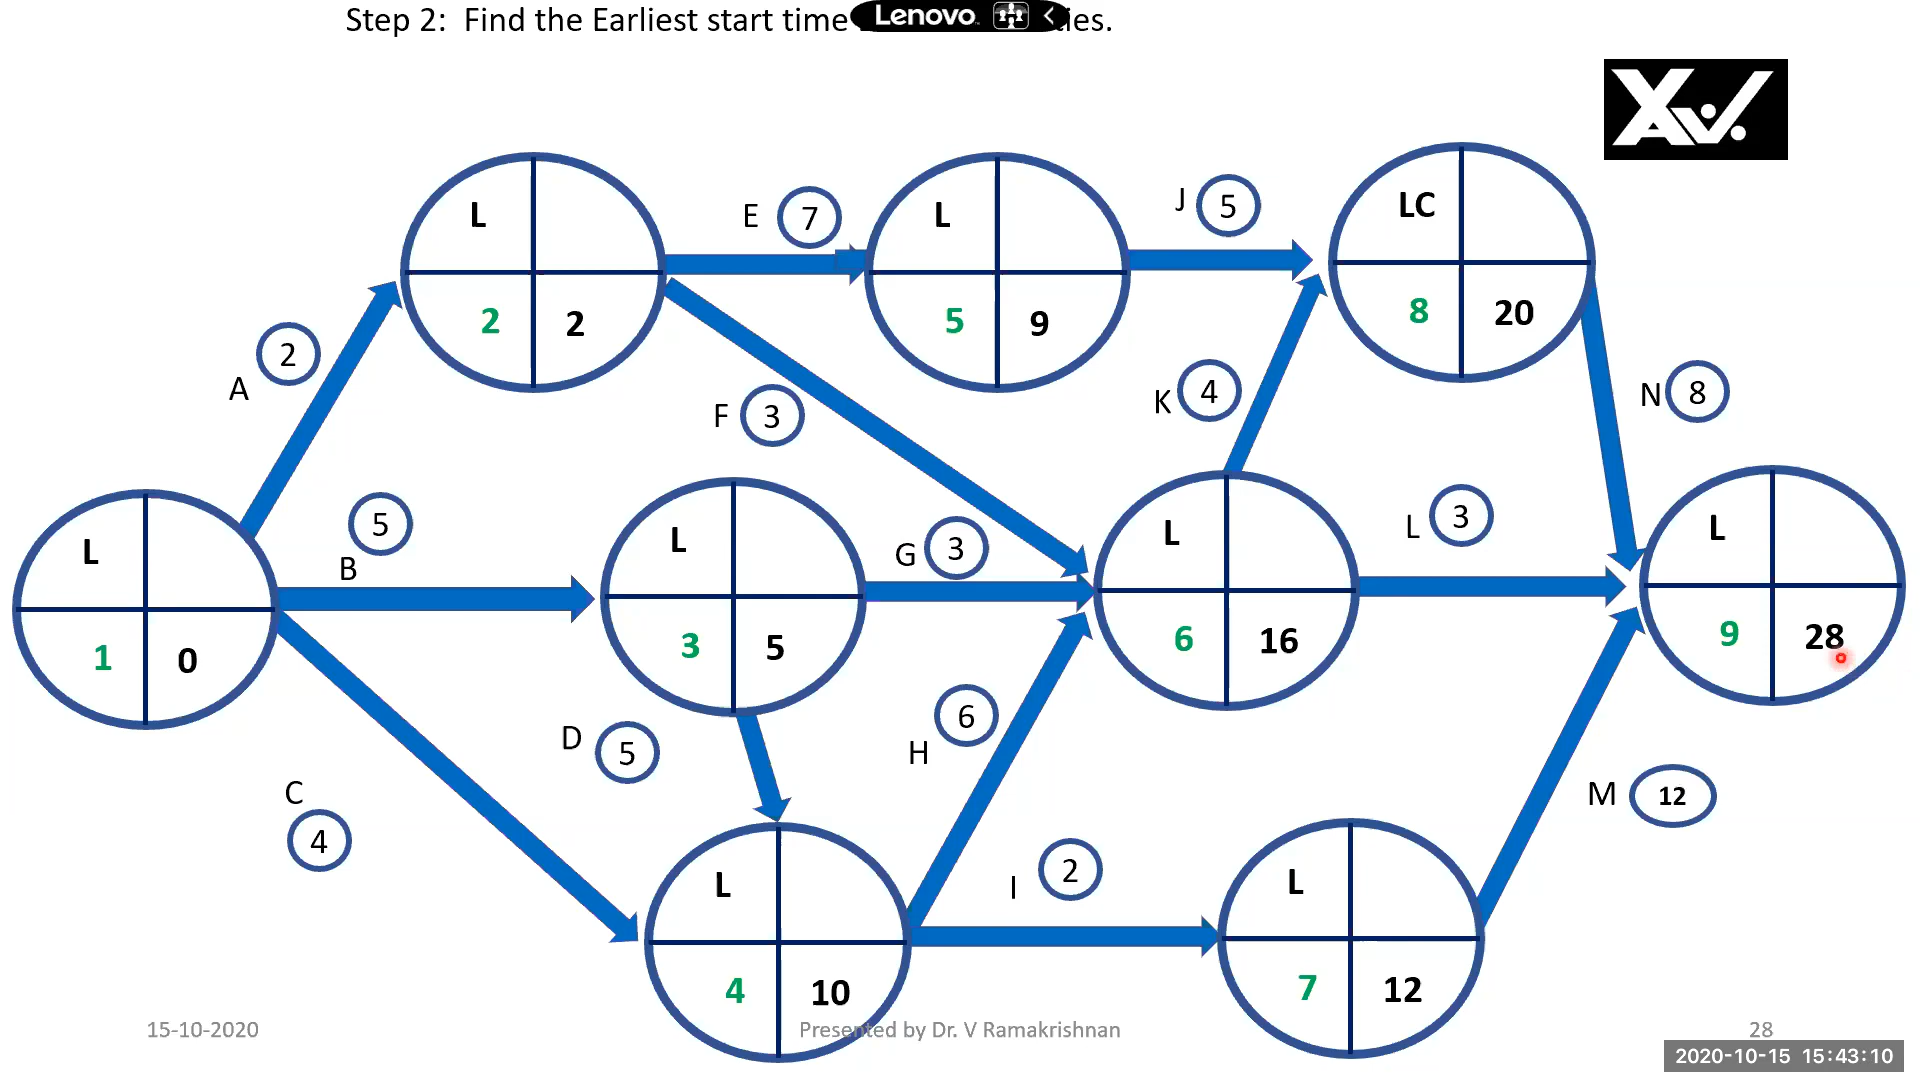 Step 2: Find the Earliest start time
Lenovo
ies.
XAV.
L
2 2
E 7
L
5 9
J 5
LC
8 20
A 2
F 3
K 4
N 8
L
1 0
B 5
L
3 5
G 3
L
6 16
L 3
L
9 28
C 4
D 5
H 6
I 2
L
4 10
L
7 12
M 12
15-10-2020
Presented by Dr. V Ramakrishnan
28
2020-10-15 15:43:10